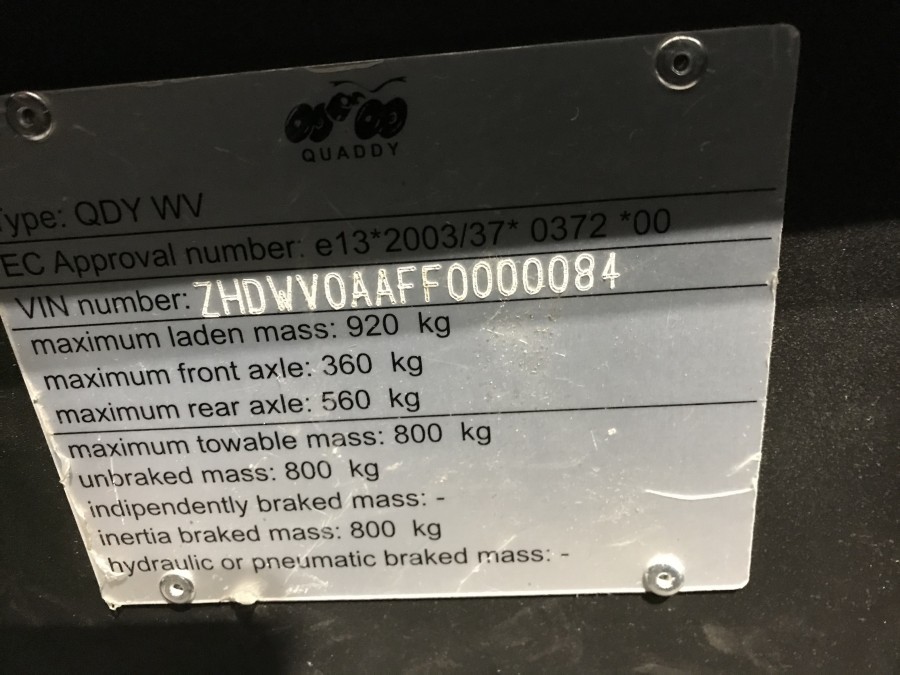 QUADDY
Type: QDY WV
EC Approval number: e13*2003/37* 0372 *00
VIN number: ZHDWV0AAFF0000084
maximum laden mass: 920 kg
maximum front axle: 360 kg
maximum rear axle: 560 kg
maximum towable mass: 800 kg
unbraked mass: 800 kg
indipendently braked mass: -
inertia braked mass: 800 kg
hydraulic or pneumatic braked mass: -